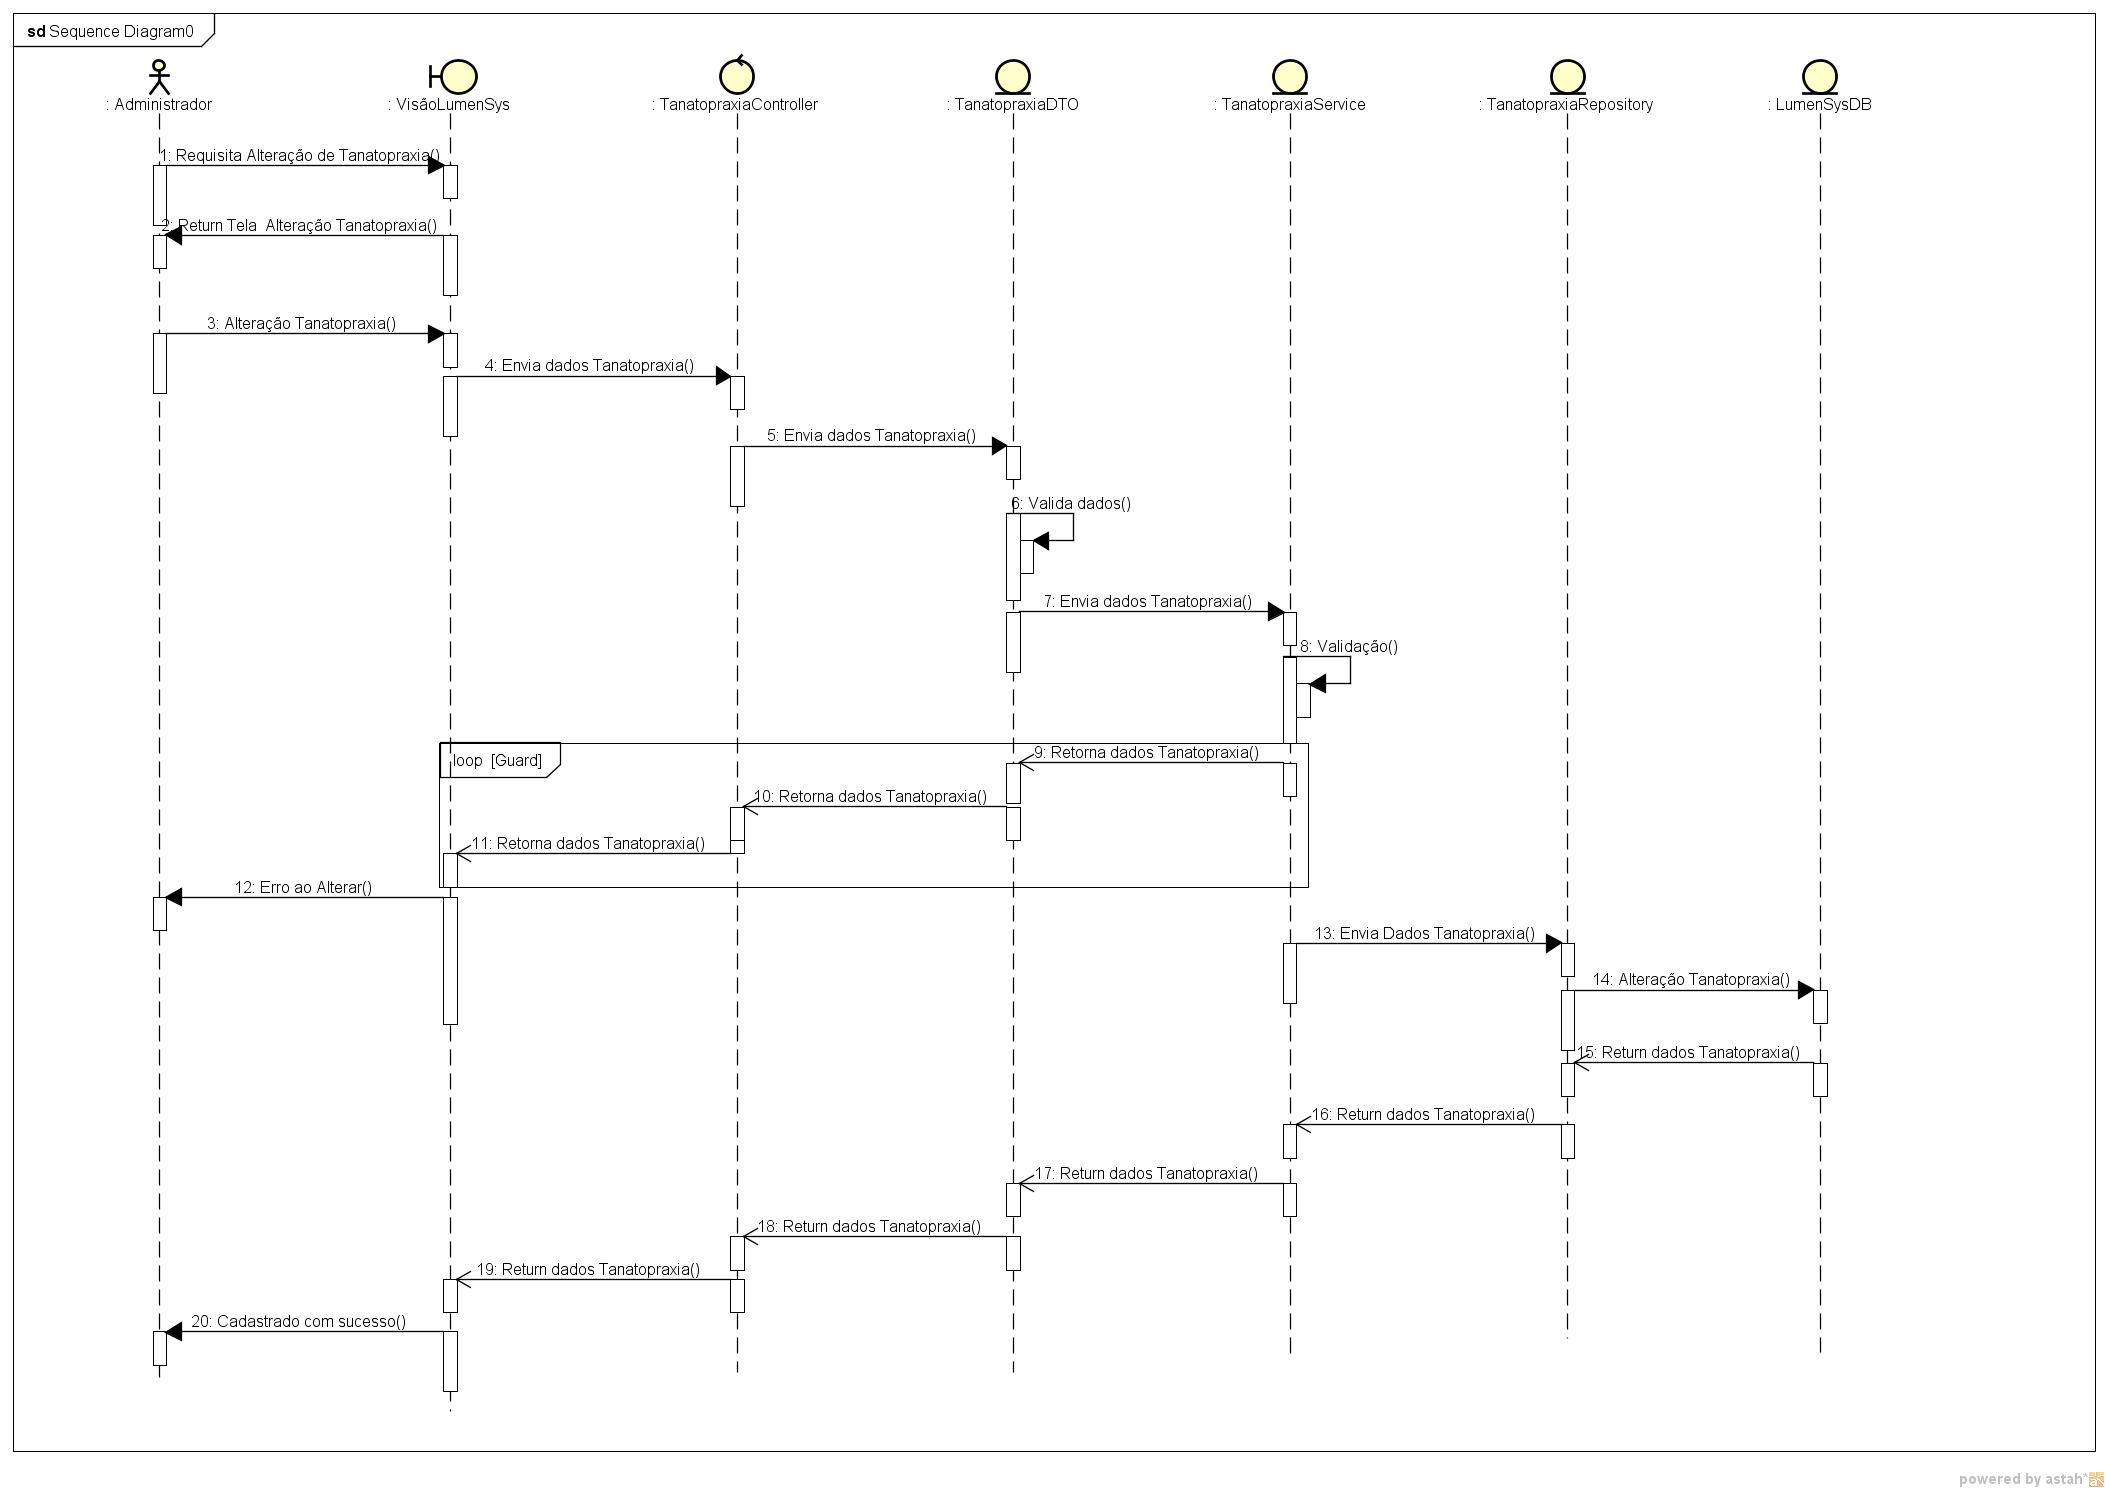 sd Sequence Diagram0
: Administrador
: VisãoLumenSys
: TanatopraxiaController
: TanatopraxiaDTO
: TanatopraxiaService
: TanatopraxiaRepository
: LumenSysDB
1: Requisita Alteração de Tanatopraxia()
2: Return Tela  Alteração Tanatopraxia()
3: Alteração Tanatopraxia()
4: Envia dados Tanatopraxia()
5: Envia dados Tanatopraxia()
6: Valida dados()
7: Envia dados Tanatopraxia()
8: Validação()
loop  [Guard]
9: Retorna dados Tanatopraxia()
10: Retorna dados Tanatopraxia()
11: Retorna dados Tanatopraxia()
12: Erro ao Alterar()
13: Envia Dados Tanatopraxia()
14: Alteração Tanatopraxia()
15: Return dados Tanatopraxia()
16: Return dados Tanatopraxia()
17: Return dados Tanatopraxia()
18: Return dados Tanatopraxia()
19: Return dados Tanatopraxia()
20: Cadastrado com sucesso()
powered by astah*